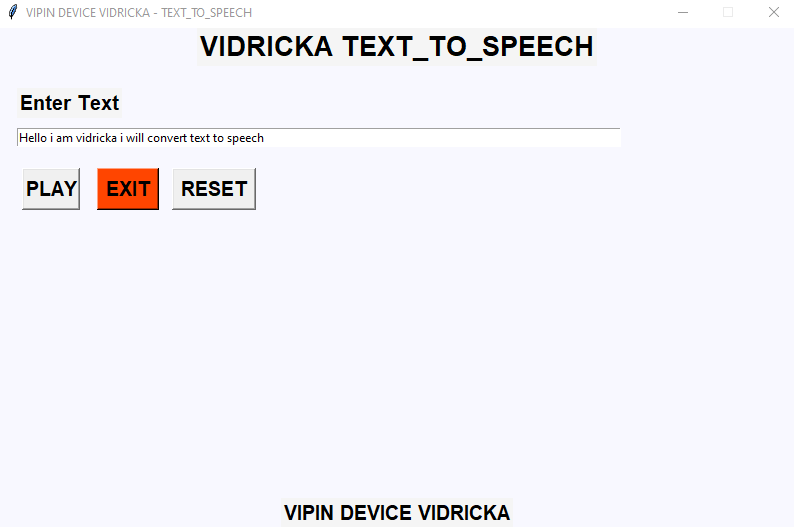 VIPIN DEVICE VIDRICKA - TEXT_TO_SPEECH
VIDRICKA TEXT_TO_SPEECH
Enter Text
Hello i am vidricka i will convert text to speech
PLAY EXIT RESET
VIPIN DEVICE VIDRICKA